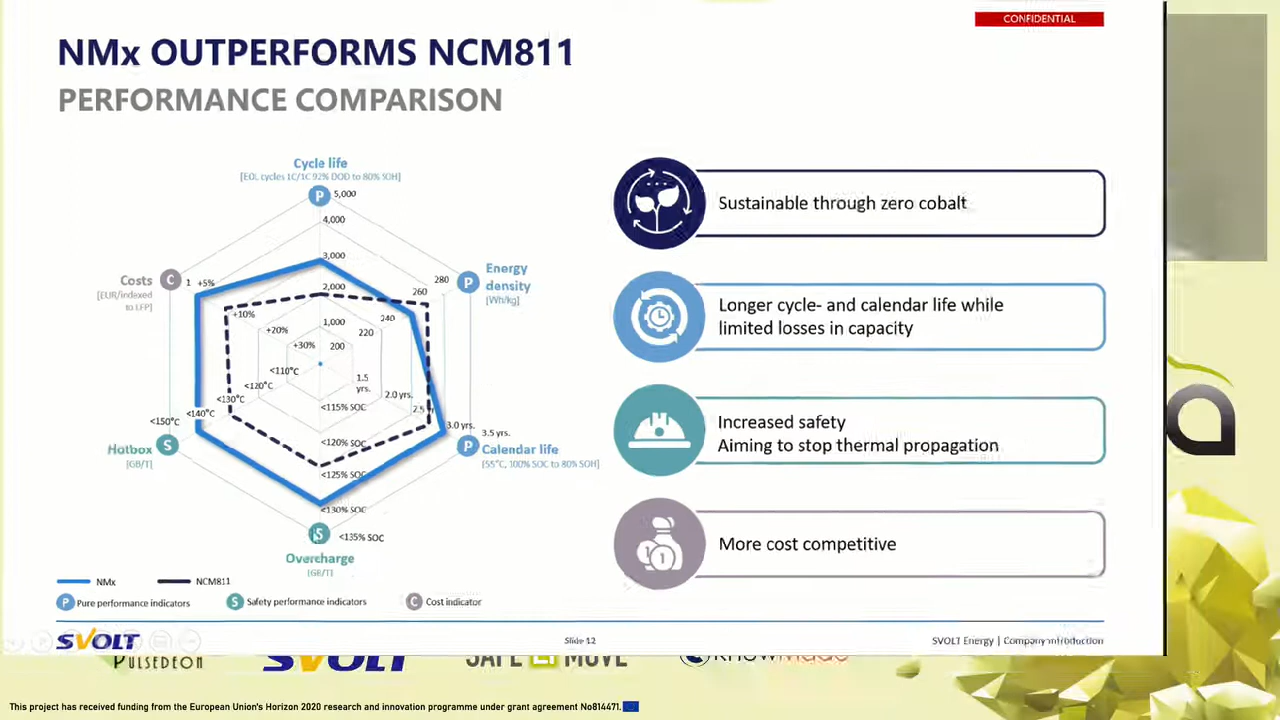 CONFIDENTIAL
NMx OUTPERFORMS NCM811
PERFORMANCE COMPARISON
Cycle life
[EOL cycles 1C/1C 92% DOD to 80% SOH]
P
5,000
4,000
3,000
2,000
1,000
200
Energy
density
[Wh/kg]
P
280
260
240
220
Costs
[EUR/indexed
to LFP]
C
1
+5%
+10%
+20%
+30%
<110°C
<120°C
<130°C
<140°C
<150°C
Hotbox
[GB/T]
S
1.5
yrs.
2.0 yrs.
2.5
3.0 yrs.
3.5 yrs.
P
Calendar life
[55°C, 100% SOC to 80% SOH]
<115% SOC
<120% SOC
<125% SOC
<130% SOC
<135% SOC
S
Overcharge
[GB/T]
NMx
NCM811
P Pure performance indicators
S Safety performance indicators
C Cost indicator
Sustainable through zero cobalt
Longer cycle- and calendar life while
limited losses in capacity
Increased safety
Aiming to stop thermal propagation
More cost competitive
SVOLT
Slide 12
SVOLT Energy | Company Introduction
PULSEDEON
SVOLT
SAFE LI MOVE
KnowMade
This project has received funding from the European Union's Horizon 2020 research and innovation programme under grant agreement No814471.